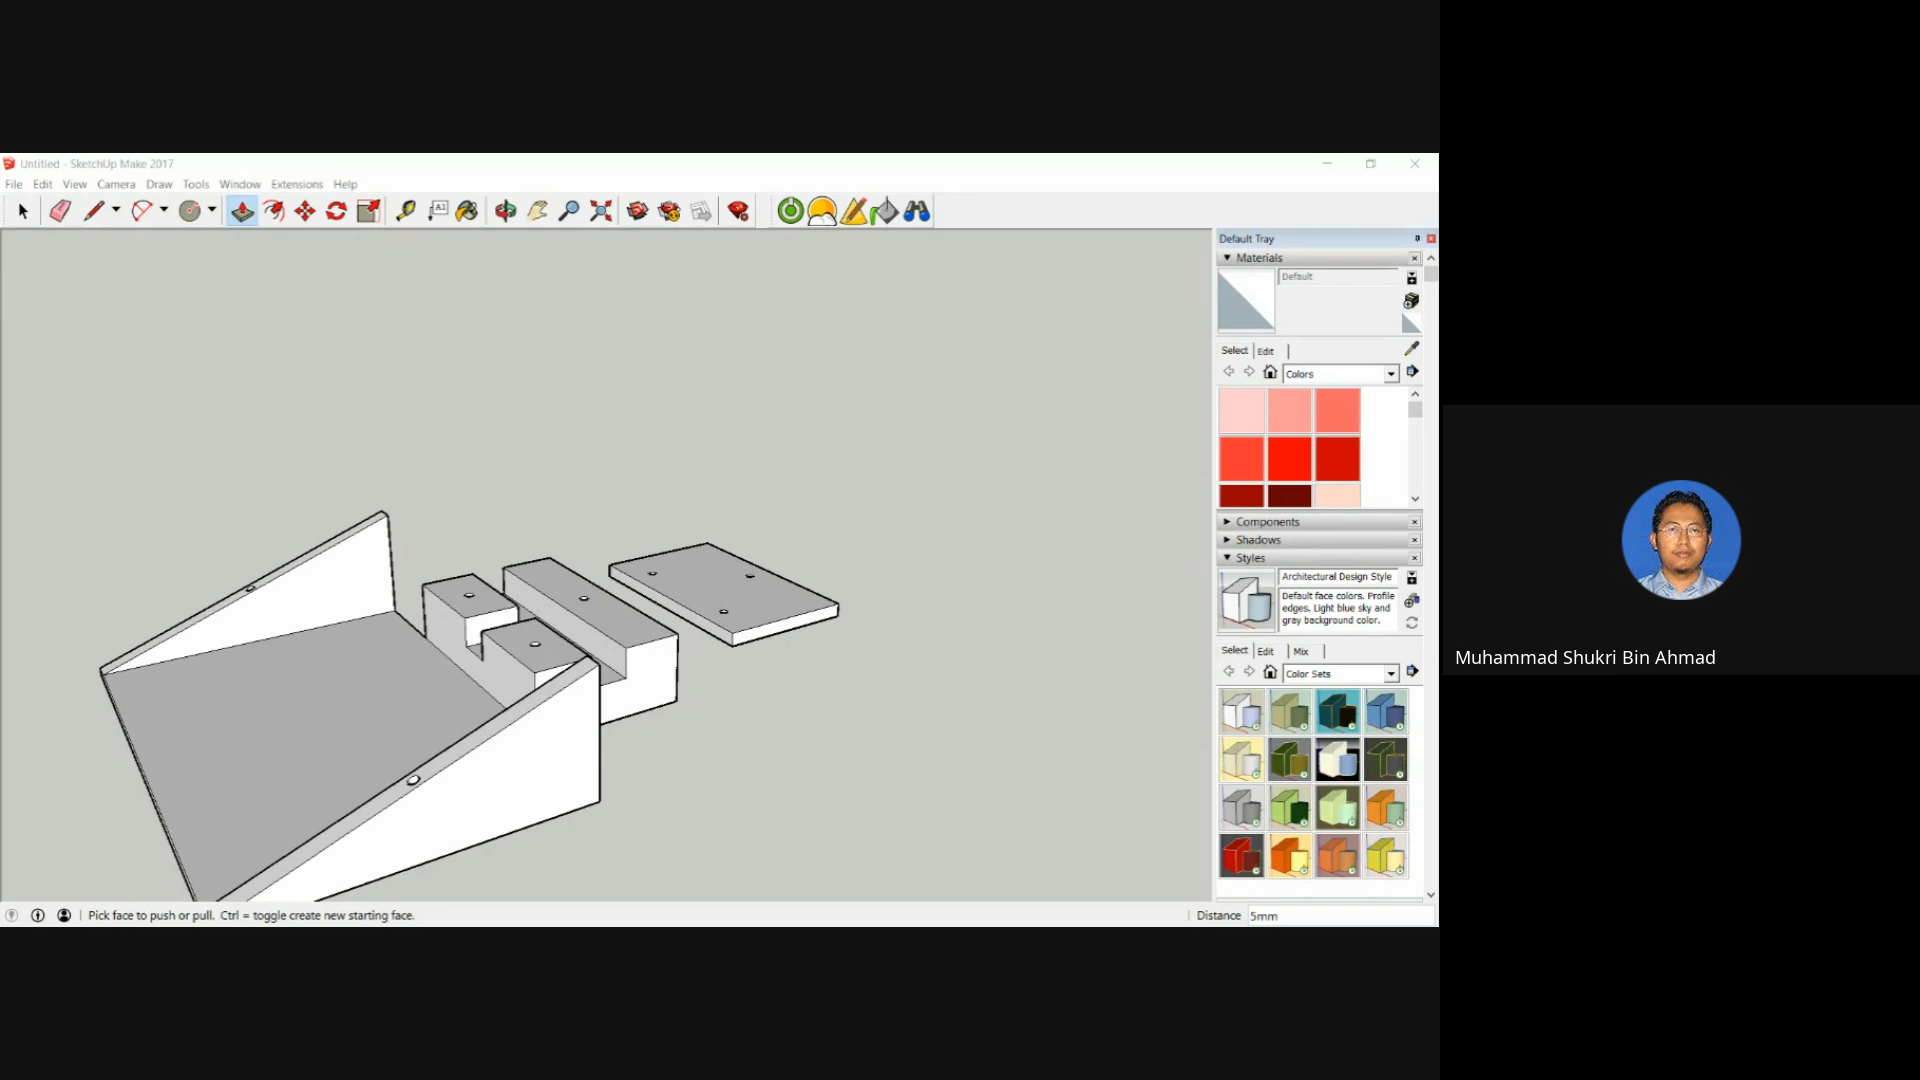 Untitled - SketchUp Make 2017
File Edit View Camera Draw Tools Window Extensions Help
A1
Default Tray
Materials
Default
Select Edit
Colors
Components
Shadows
Styles
Architectural Design Style
Default face colors. Profile
edges. Light blue sky and
gray background color.
Select Edit Mix
Color Sets
Muhammad Shukri Bin Ahmad
Pick face to push or pull. Ctrl = toggle create new starting face.
Distance 5mm